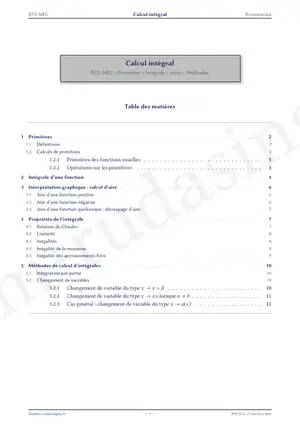 BTS MEC Calcul intégral
Calcul intégral
BTS MEC • Primitives • Intégrale • Aires • Méthodes
Table des matières
1 Primitives 2
1.1 Définitions 2
1.2 Calculs de primitives 3
1.2.1 Primitives des fonctions usuelles 3
1.2.2 Opérations sur les primitives 3
2 Intégrale d'une fonction 4
3 Interprétation graphique : calcul d'aire 6
3.1 Aire d'une fonction positive 6
3.2 Aire d'une fonction négative 6
3.3 Aire d'une fonction quelconque : découpage d'aire 7
4 Propriétés de l'intégrale 7
4.1 Relation de Chasles 7
4.2 Linéarité 8
4.3 Inégalités 8
4.4 Inégalité de la moyenne 9
4.5 Inégalité des accroissements finis 9
5 Méthodes de calcul d'intégrales 10
5.1 Intégration par partie 10
5.2 Changement de variables 10
5.2.1 Changement de variable du type x → x + β 10
5.2.2 Changement de variable du type x → αx lorsque α ≠ 0 11
5.2.3 Cas général : changement de variable du type x → φ(x) 11
– 1 –